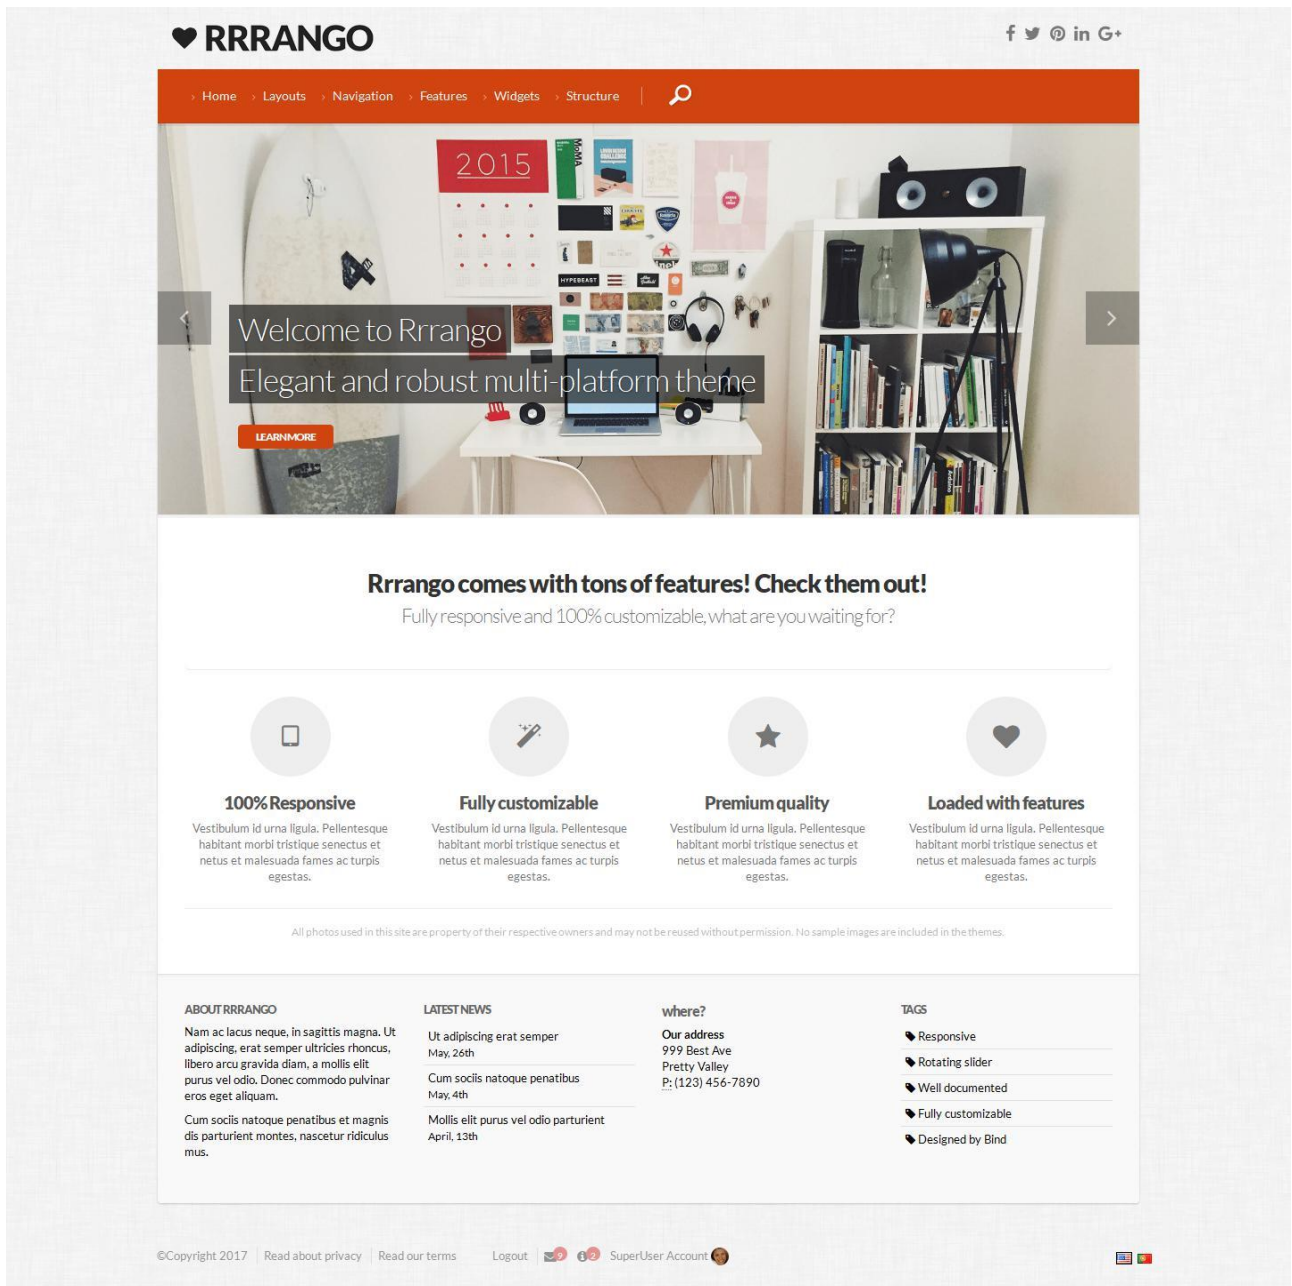 RRRANGO
G+
Home
Layouts
Navigation
Features
Widgets
Structure
2015
MoMA
HYPEBEAST
Welcome to Rrrango
Elegant and robust multi-platform theme
LEARN MORE
Rrrango comes with tons of features! Check them out!
Fully responsive and 100% customizable, what are you waiting for?
100% Responsive
Vestibulum id urna ligula. Pellentesque
habitant morbi tristique senectus et
netus et malesuada fames ac turpis
egestas.
Fully customizable
Vestibulum id urna ligula. Pellentesque
habitant morbi tristique senectus et
netus et malesuada fames ac turpis
egestas.
Premium quality
Vestibulum id urna ligula. Pellentesque
habitant morbi tristique senectus et
netus et malesuada fames ac turpis
egestas.
Loaded with features
Vestibulum id urna ligula. Pellentesque
habitant morbi tristique senectus et
netus et malesuada fames ac turpis
egestas.
All photos used in this site are property of their respective owners and may not be reused without permission. No sample images are included in the themes.
ABOUT RRRANGO
Nam ac lacus neque, in sagittis magna. Ut
adipiscing, erat semper ultricies rhoncus,
libero arcu gravida diam, a mollis elit
purus vel odio. Donec commodo pulvinar
eros eget aliquam.
Cum sociis natoque penatibus et magnis
dis parturient montes, nascetur ridiculus
mus.
LATEST NEWS
Ut adipiscing erat semper
May, 26th
Cum sociis natoque penatibus
May, 4th
Mollis elit purus vel odio parturient
April, 13th
where?
Our address
999 Best Ave
Pretty Valley
P: (123) 456-7890
TAGS
Responsive
Rotating slider
Well documented
Fully customizable
Designed by Bind
©Copyright 2017
Read about privacy
Read our terms
Logout
9
2
SuperUser Account